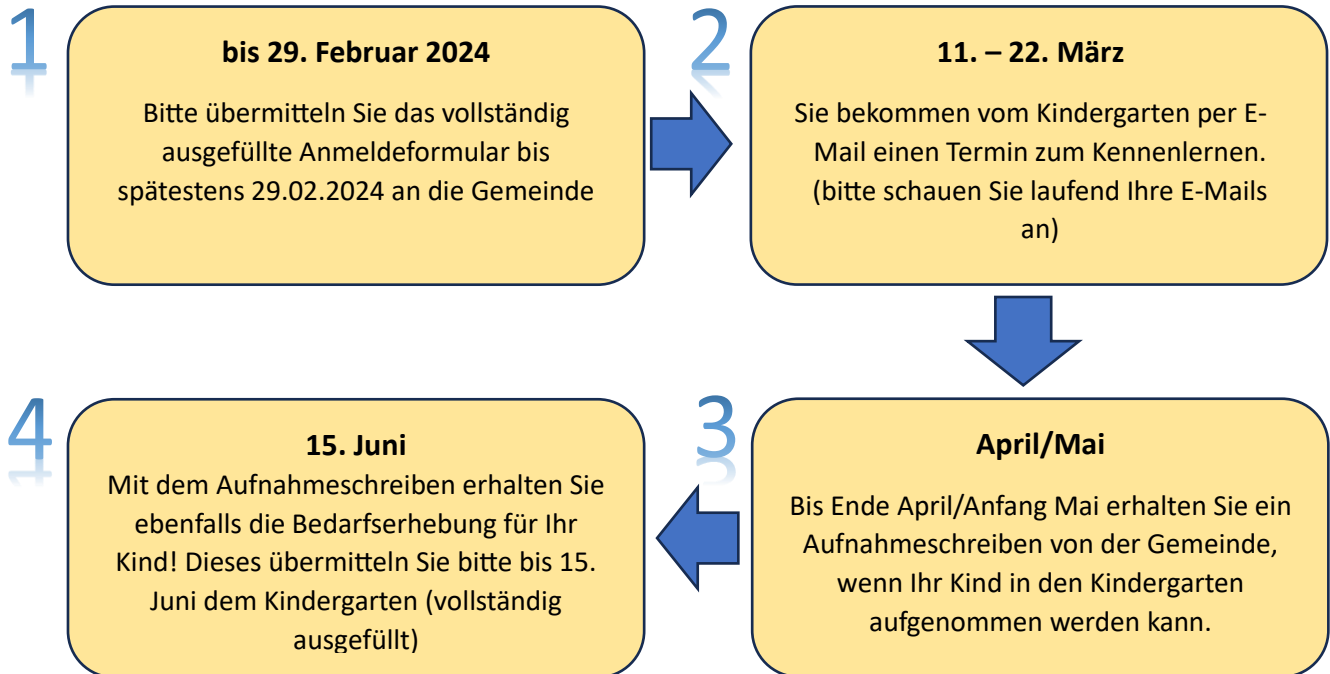 1
bis 29. Februar 2024
Bitte übermitteln Sie das vollständig
ausgefüllte Anmeldeformular bis
spätestens 29.02.2024 an die Gemeinde
2
11. – 22. März
Sie bekommen vom Kindergarten per E-
Mail einen Termin zum Kennenlernen.
(bitte schauen Sie laufend Ihre E-Mails
an)
3
April/Mai
Bis Ende April/Anfang Mai erhalten Sie ein
Aufnahmeschreiben von der Gemeinde,
wenn Ihr Kind in den Kindergarten
aufgenommen werden kann.
4
15. Juni
Mit dem Aufnahmeschreiben erhalten Sie
ebenfalls die Bedarfserhebung für Ihr
Kind! Dieses übermitteln Sie bitte bis 15.
Juni dem Kindergarten (vollständig
ausgefüllt)